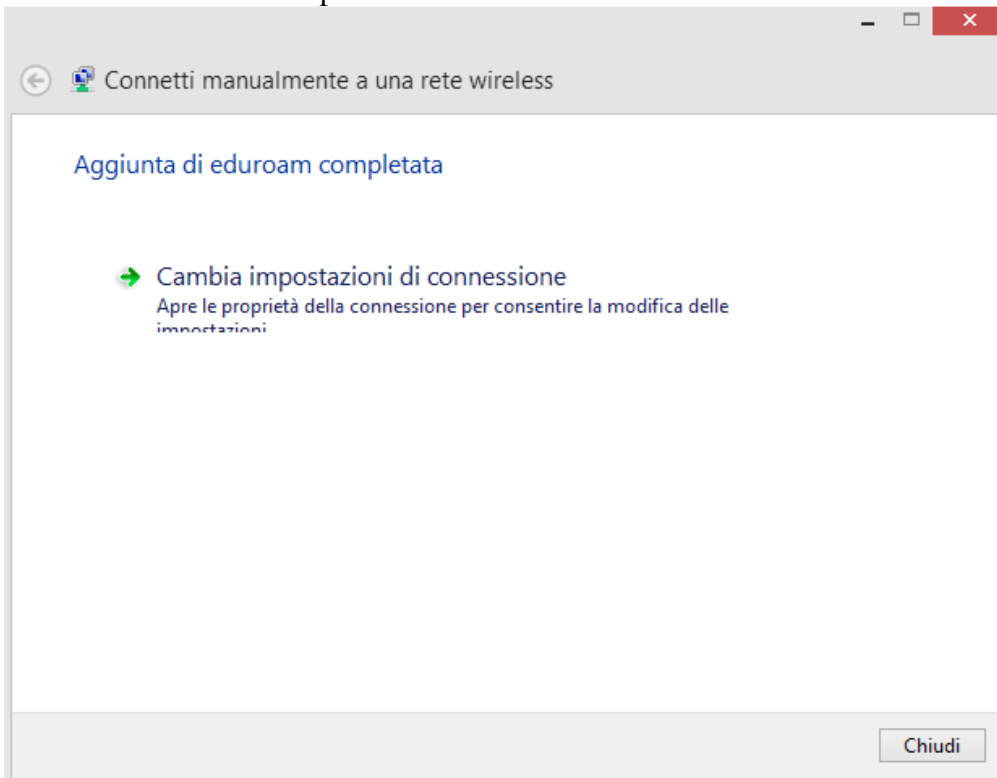 Connetti manualmente a una rete wireless
Aggiunta di eduroam completata
Cambia impostazioni di connessione
Apre le proprietà della connessione per consentire la modifica delle
impostazioni
Chiudi